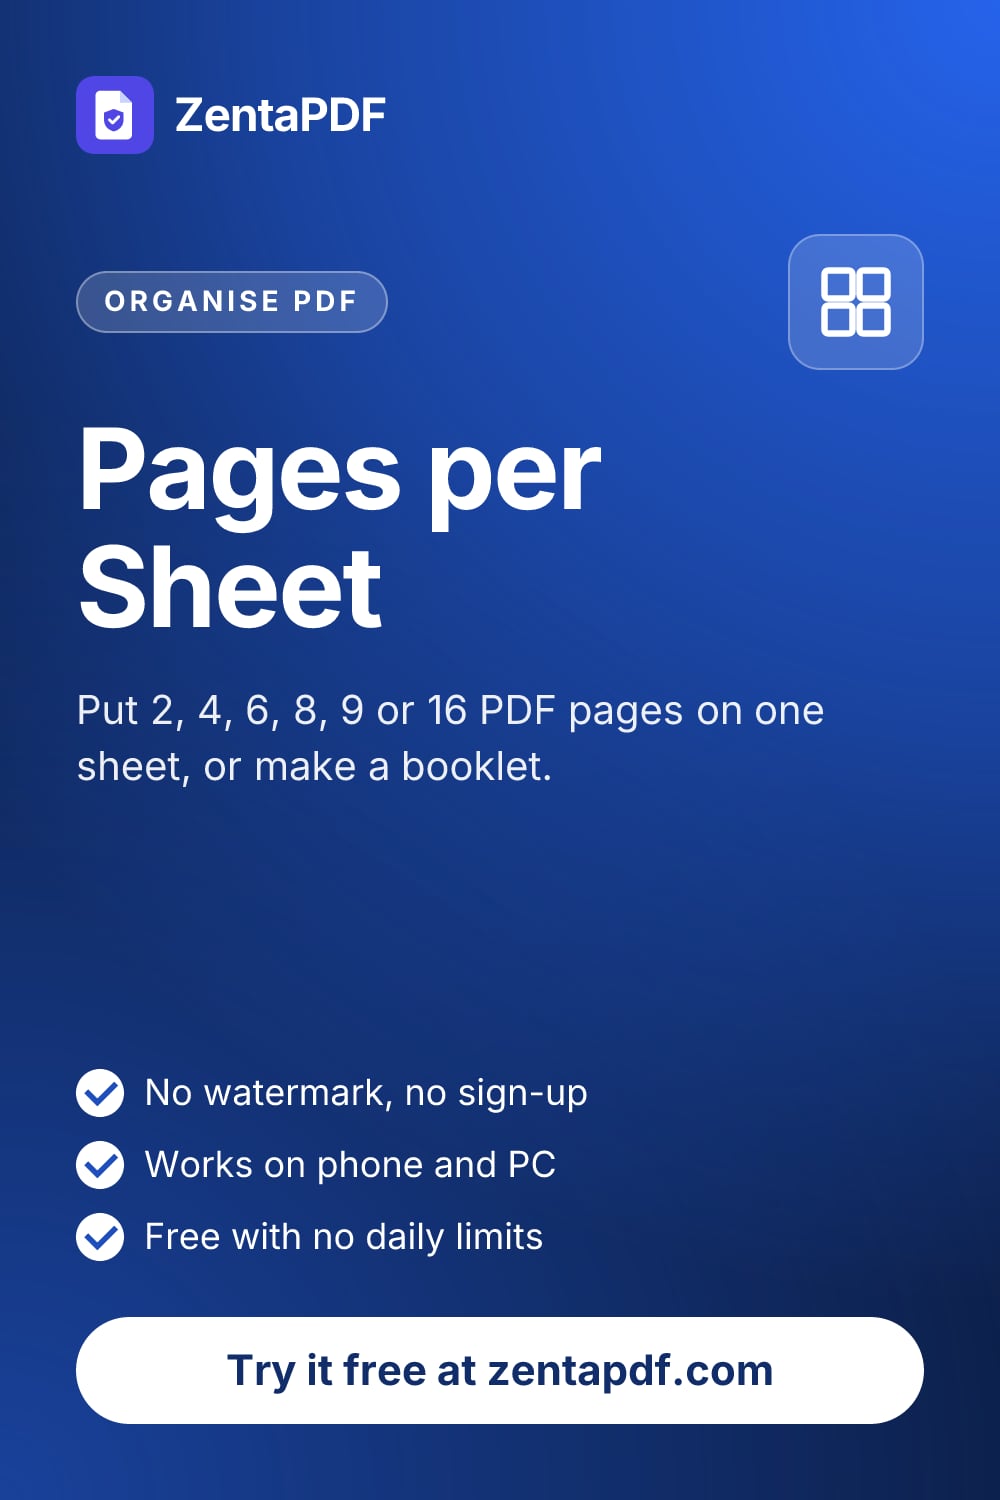 ZentaPDF
ORGANISE PDF
Pages per
Sheet
Put 2, 4, 6, 8, 9 or 16 PDF pages on one
sheet, or make a booklet.
No watermark, no sign-up
Works on phone and PC
Free with no daily limits
Try it free at zentapdf.com